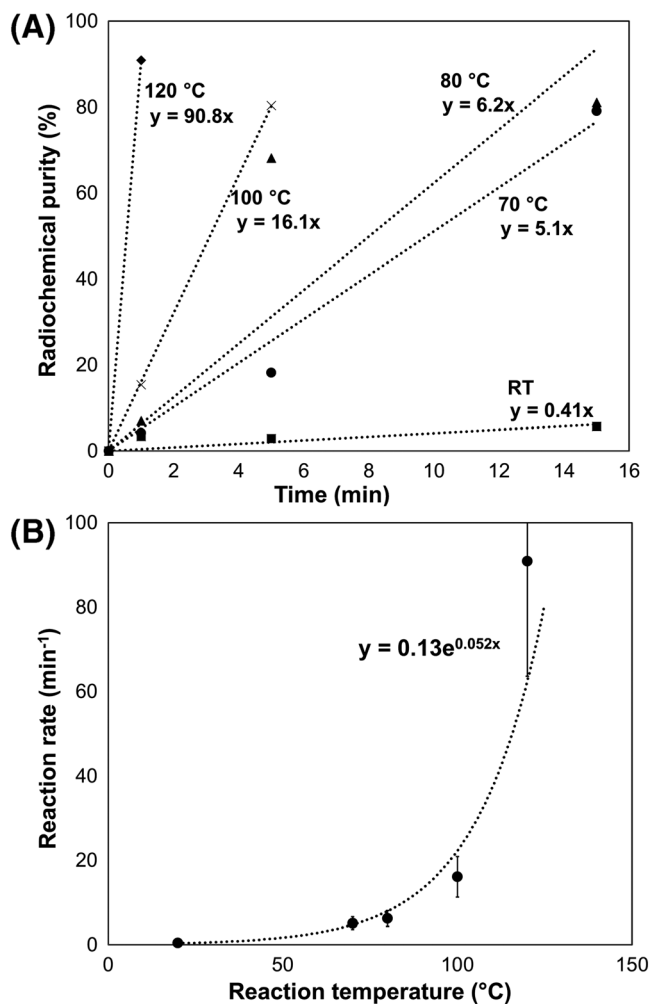 (A)
100
80
60
40
20
0
Radiochemical purity (%)
120 °C
y = 90.8x
100 °C
y = 16.1x
80 °C
y = 6.2x
70 °C
y = 5.1x
RT
y = 0.41x
0 2 4 6 8 10 12 14 16
Time (min)
(B)
100
80
60
40
20
0
Reaction rate (min⁻¹)
y = 0.13e⁰·⁰⁵²ˣ
0 50 100 150
Reaction temperature (°C)